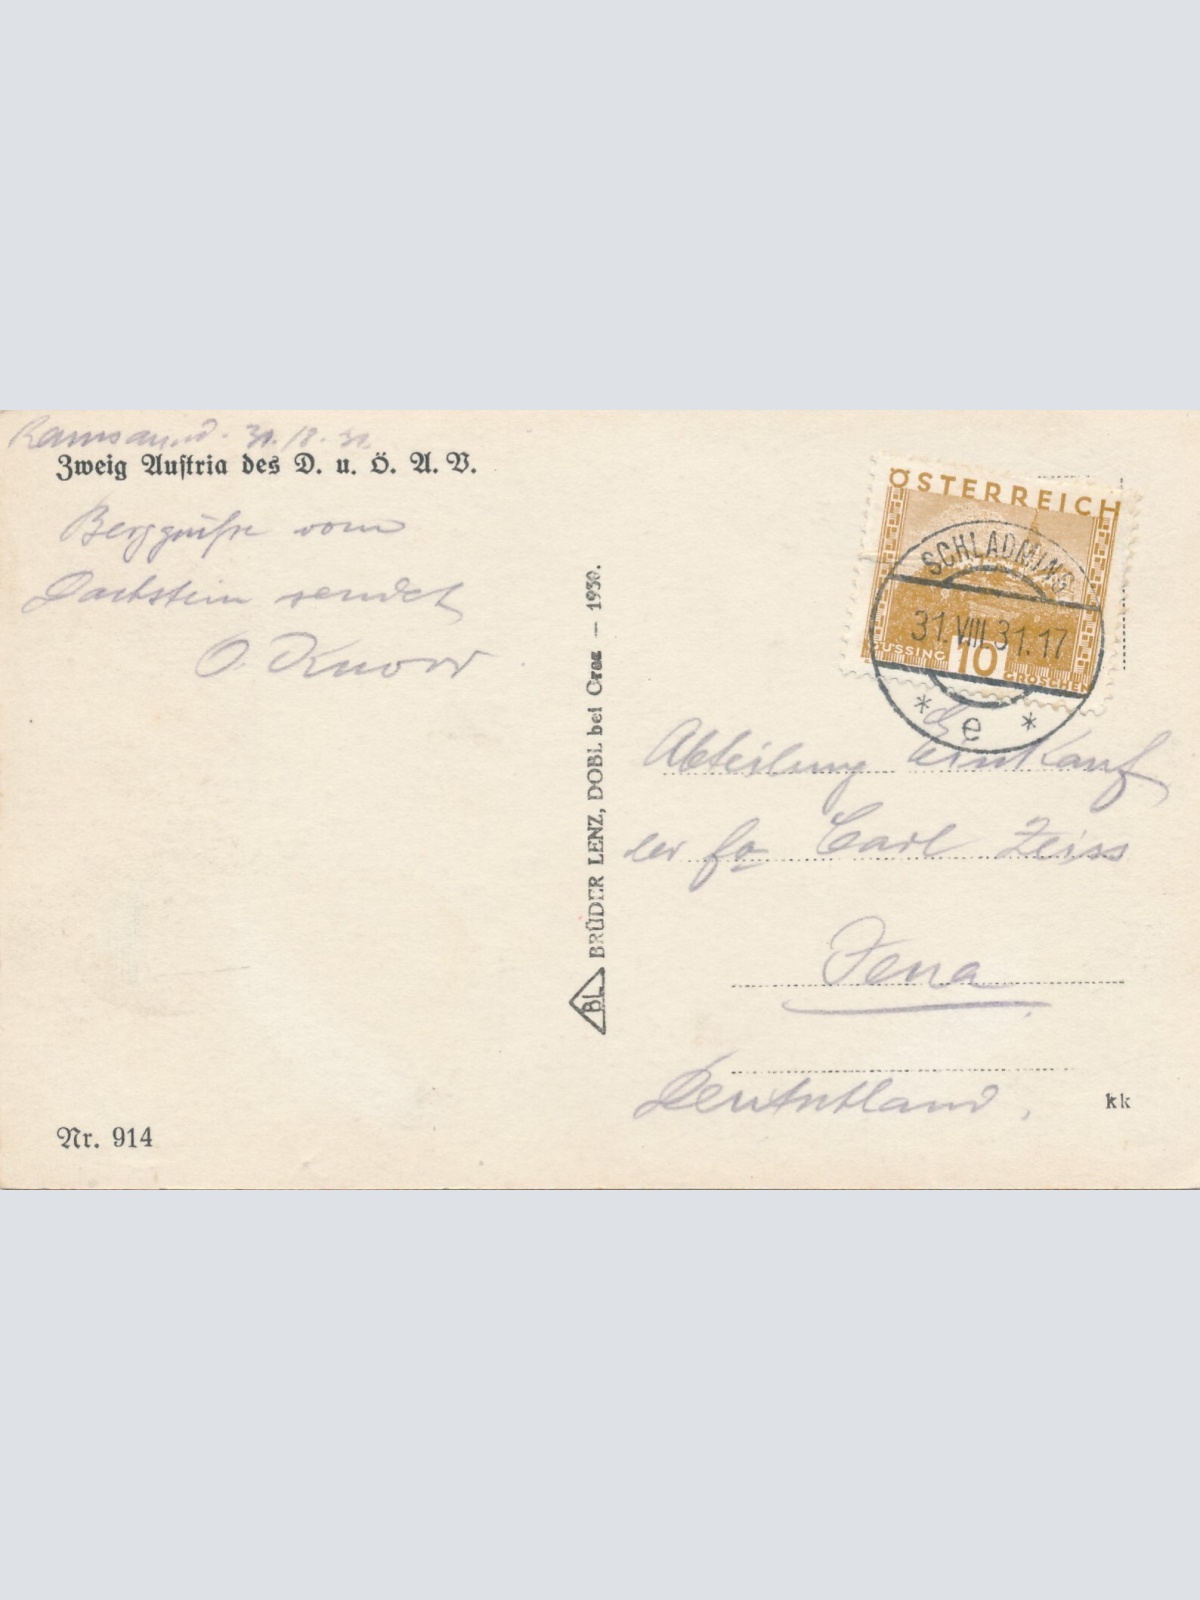 Ramsau. 30./8. 31.
Zweig Austria des D. u. Ö. A. V.
Berggrüße vom
Dachstein sendet
O. Knorr
BRÜDER LENZ, DOBL bei Graz — 1930.
BL
ÖSTERREICH
SCHLADMING
31.VIII.31.17
GÜSSING 10 GROSCHEN
* e *
Abteilung Einkauf
der Fa Carl Zeiss
Jena
Deutschland.
kk
Nr. 914